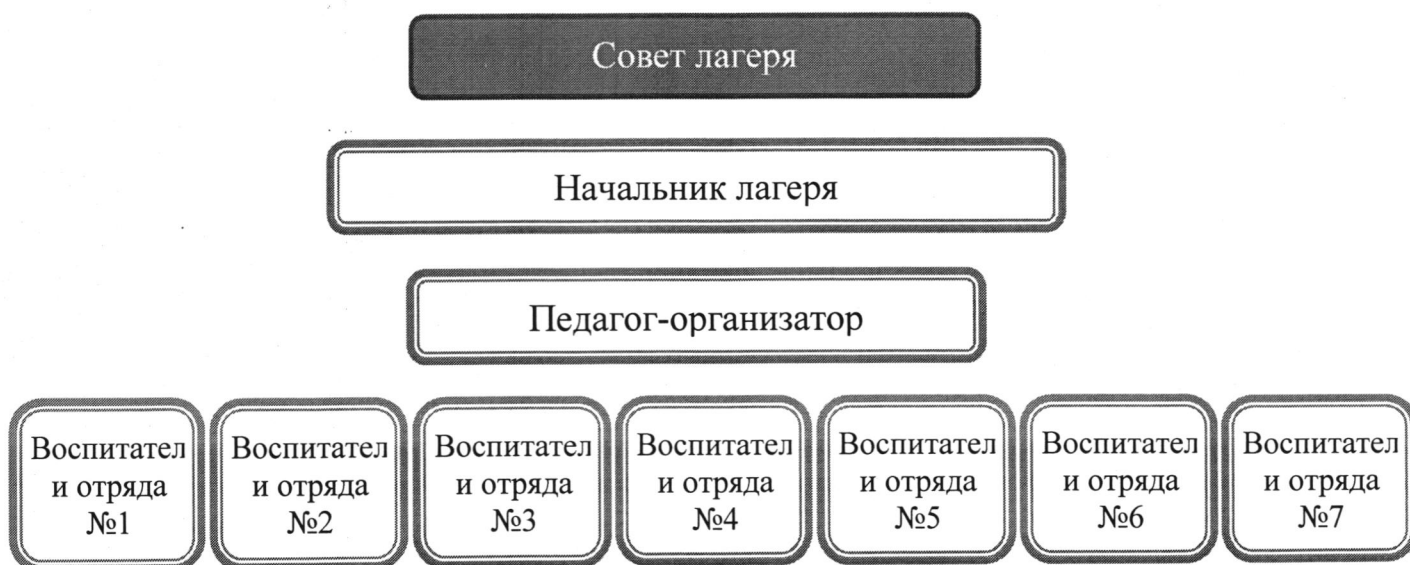 Совет лагеря
Начальник лагеря
Педагог-организатор
Воспитател
и отряда
№1
Воспитател
и отряда
№2
Воспитател
и отряда
№3
Воспитател
и отряда
№4
Воспитател
и отряда
№5
Воспитател
и отряда
№6
Воспитател
и отряда
№7